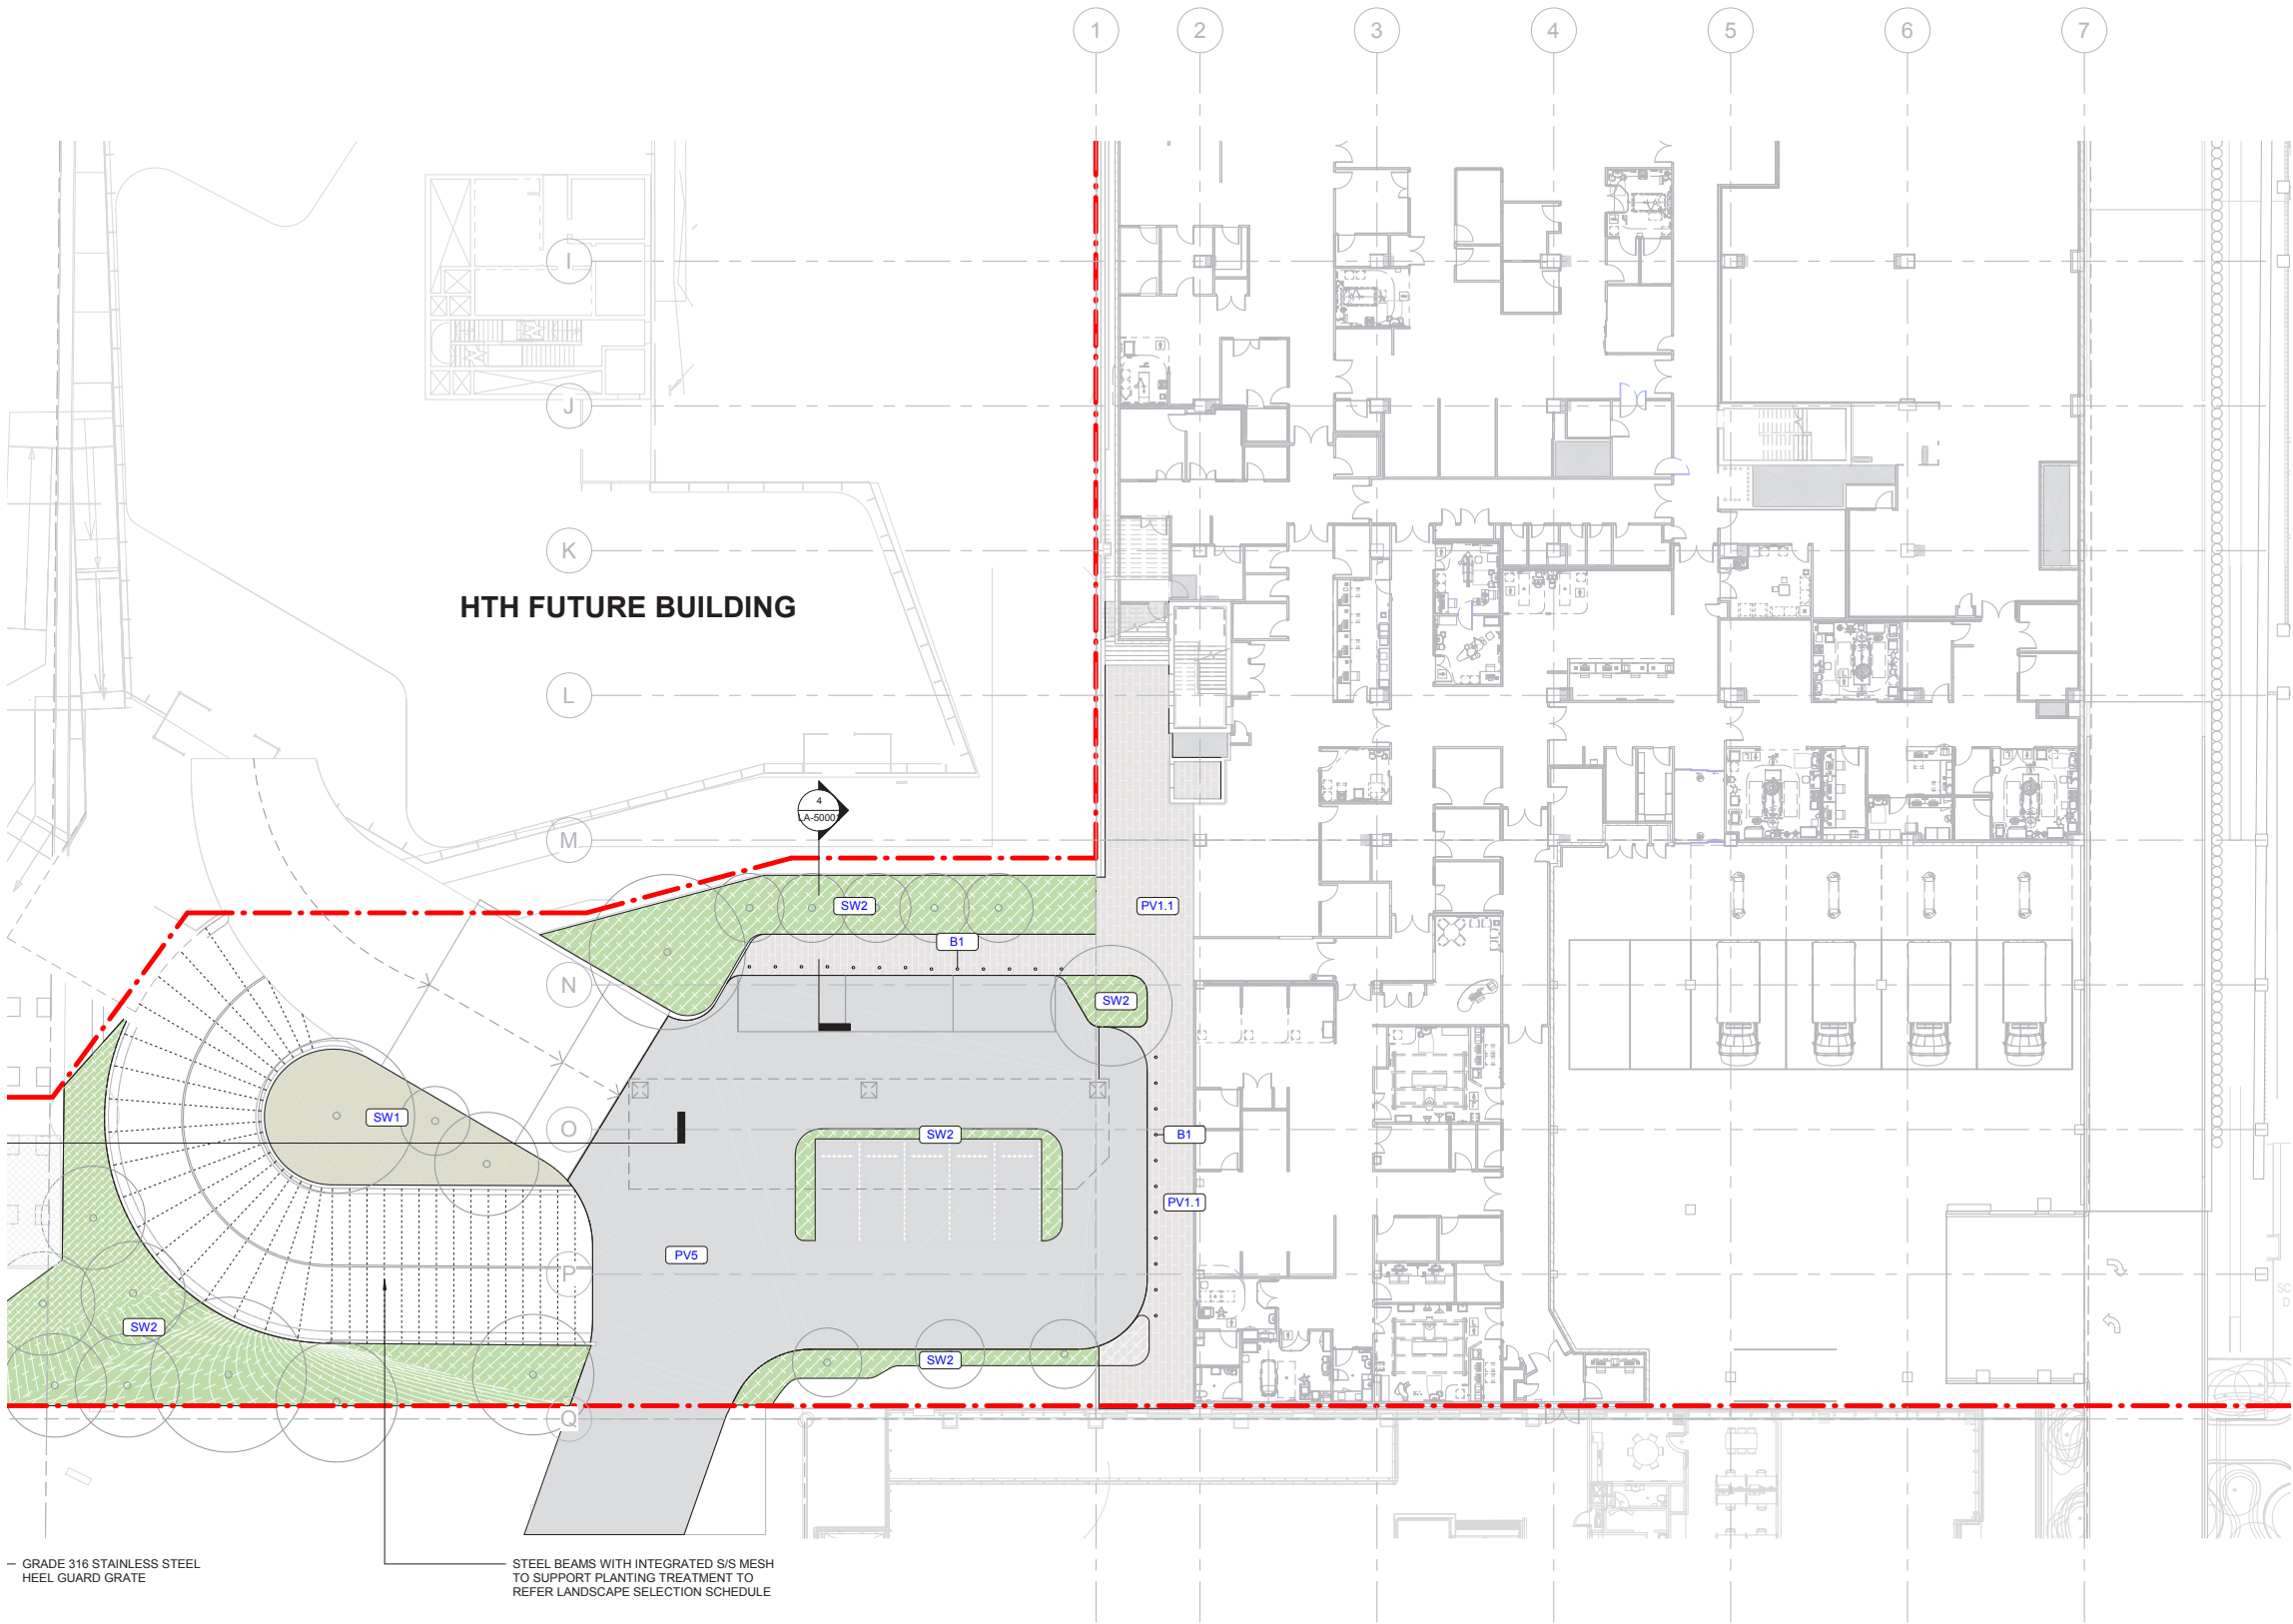 1 2 3 4 5 6 7
I
J
K
HTH FUTURE BUILDING
L
4
LA-5000
M
SW2
PV1.1
B1
N
SW2
SW1
O
SW2
B1
PV1.1
PV5
P
SW2
SW2
Q
GRADE 316 STAINLESS STEEL
HEEL GUARD GRATE
STEEL BEAMS WITH INTEGRATED S/S MESH
TO SUPPORT PLANTING TREATMENT TO
REFER LANDSCAPE SELECTION SCHEDULE
SC
D